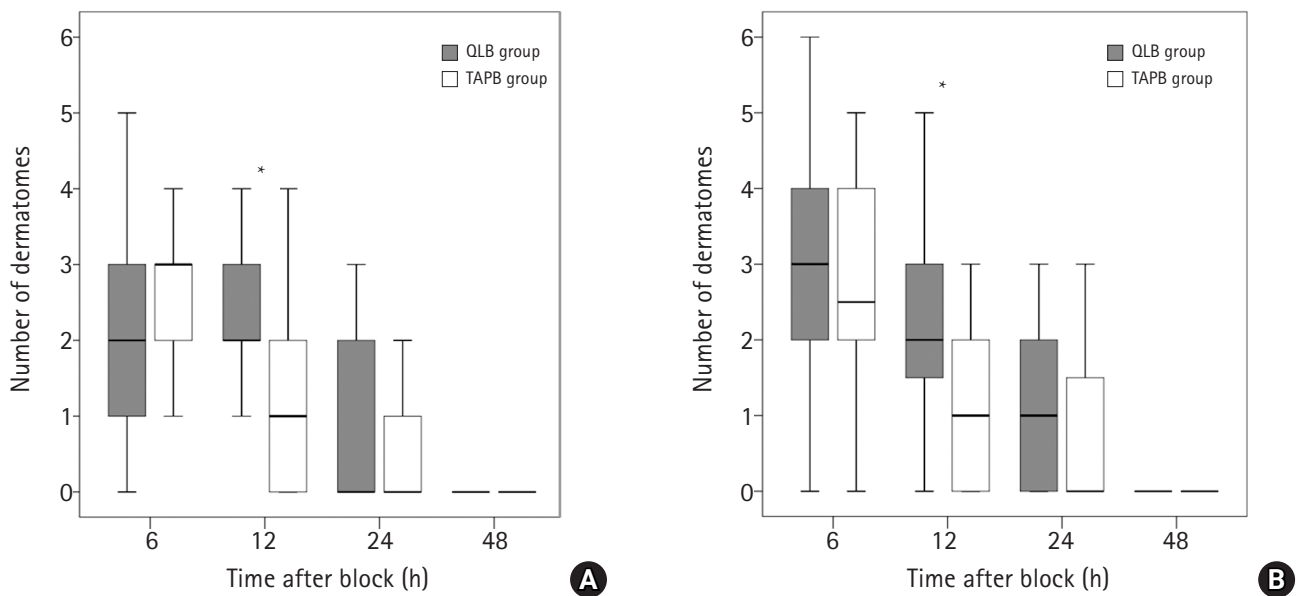 6
5
4
3
2
1
0
Number of dermatomes
QLB group
TAPB group
*
6 12 24 48
Time after block (h)
A
6
5
4
3
2
1
0
Number of dermatomes
QLB group
TAPB group
*
6 12 24 48
Time after block (h)
B